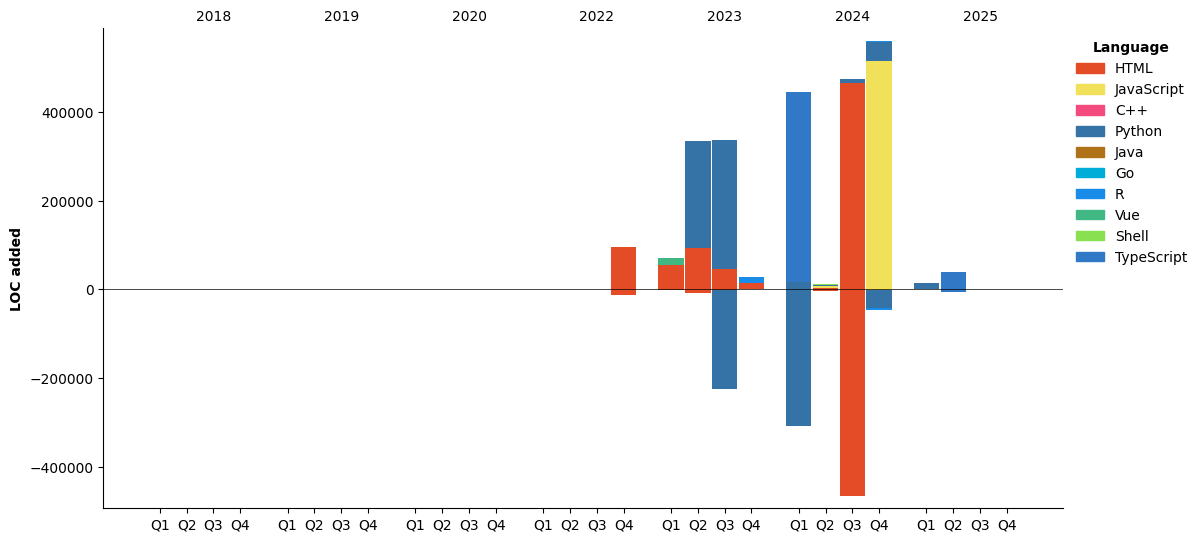 2018 2019 2020 2022 2023 2024 2025
LOC added
400000
200000
0
−200000
−400000
Q1 Q2 Q3 Q4 Q1 Q2 Q3 Q4 Q1 Q2 Q3 Q4 Q1 Q2 Q3 Q4 Q1 Q2 Q3 Q4 Q1 Q2 Q3 Q4 Q1 Q2 Q3 Q4
Language
HTML
JavaScript
C++
Python
Java
Go
R
Vue
Shell
TypeScript